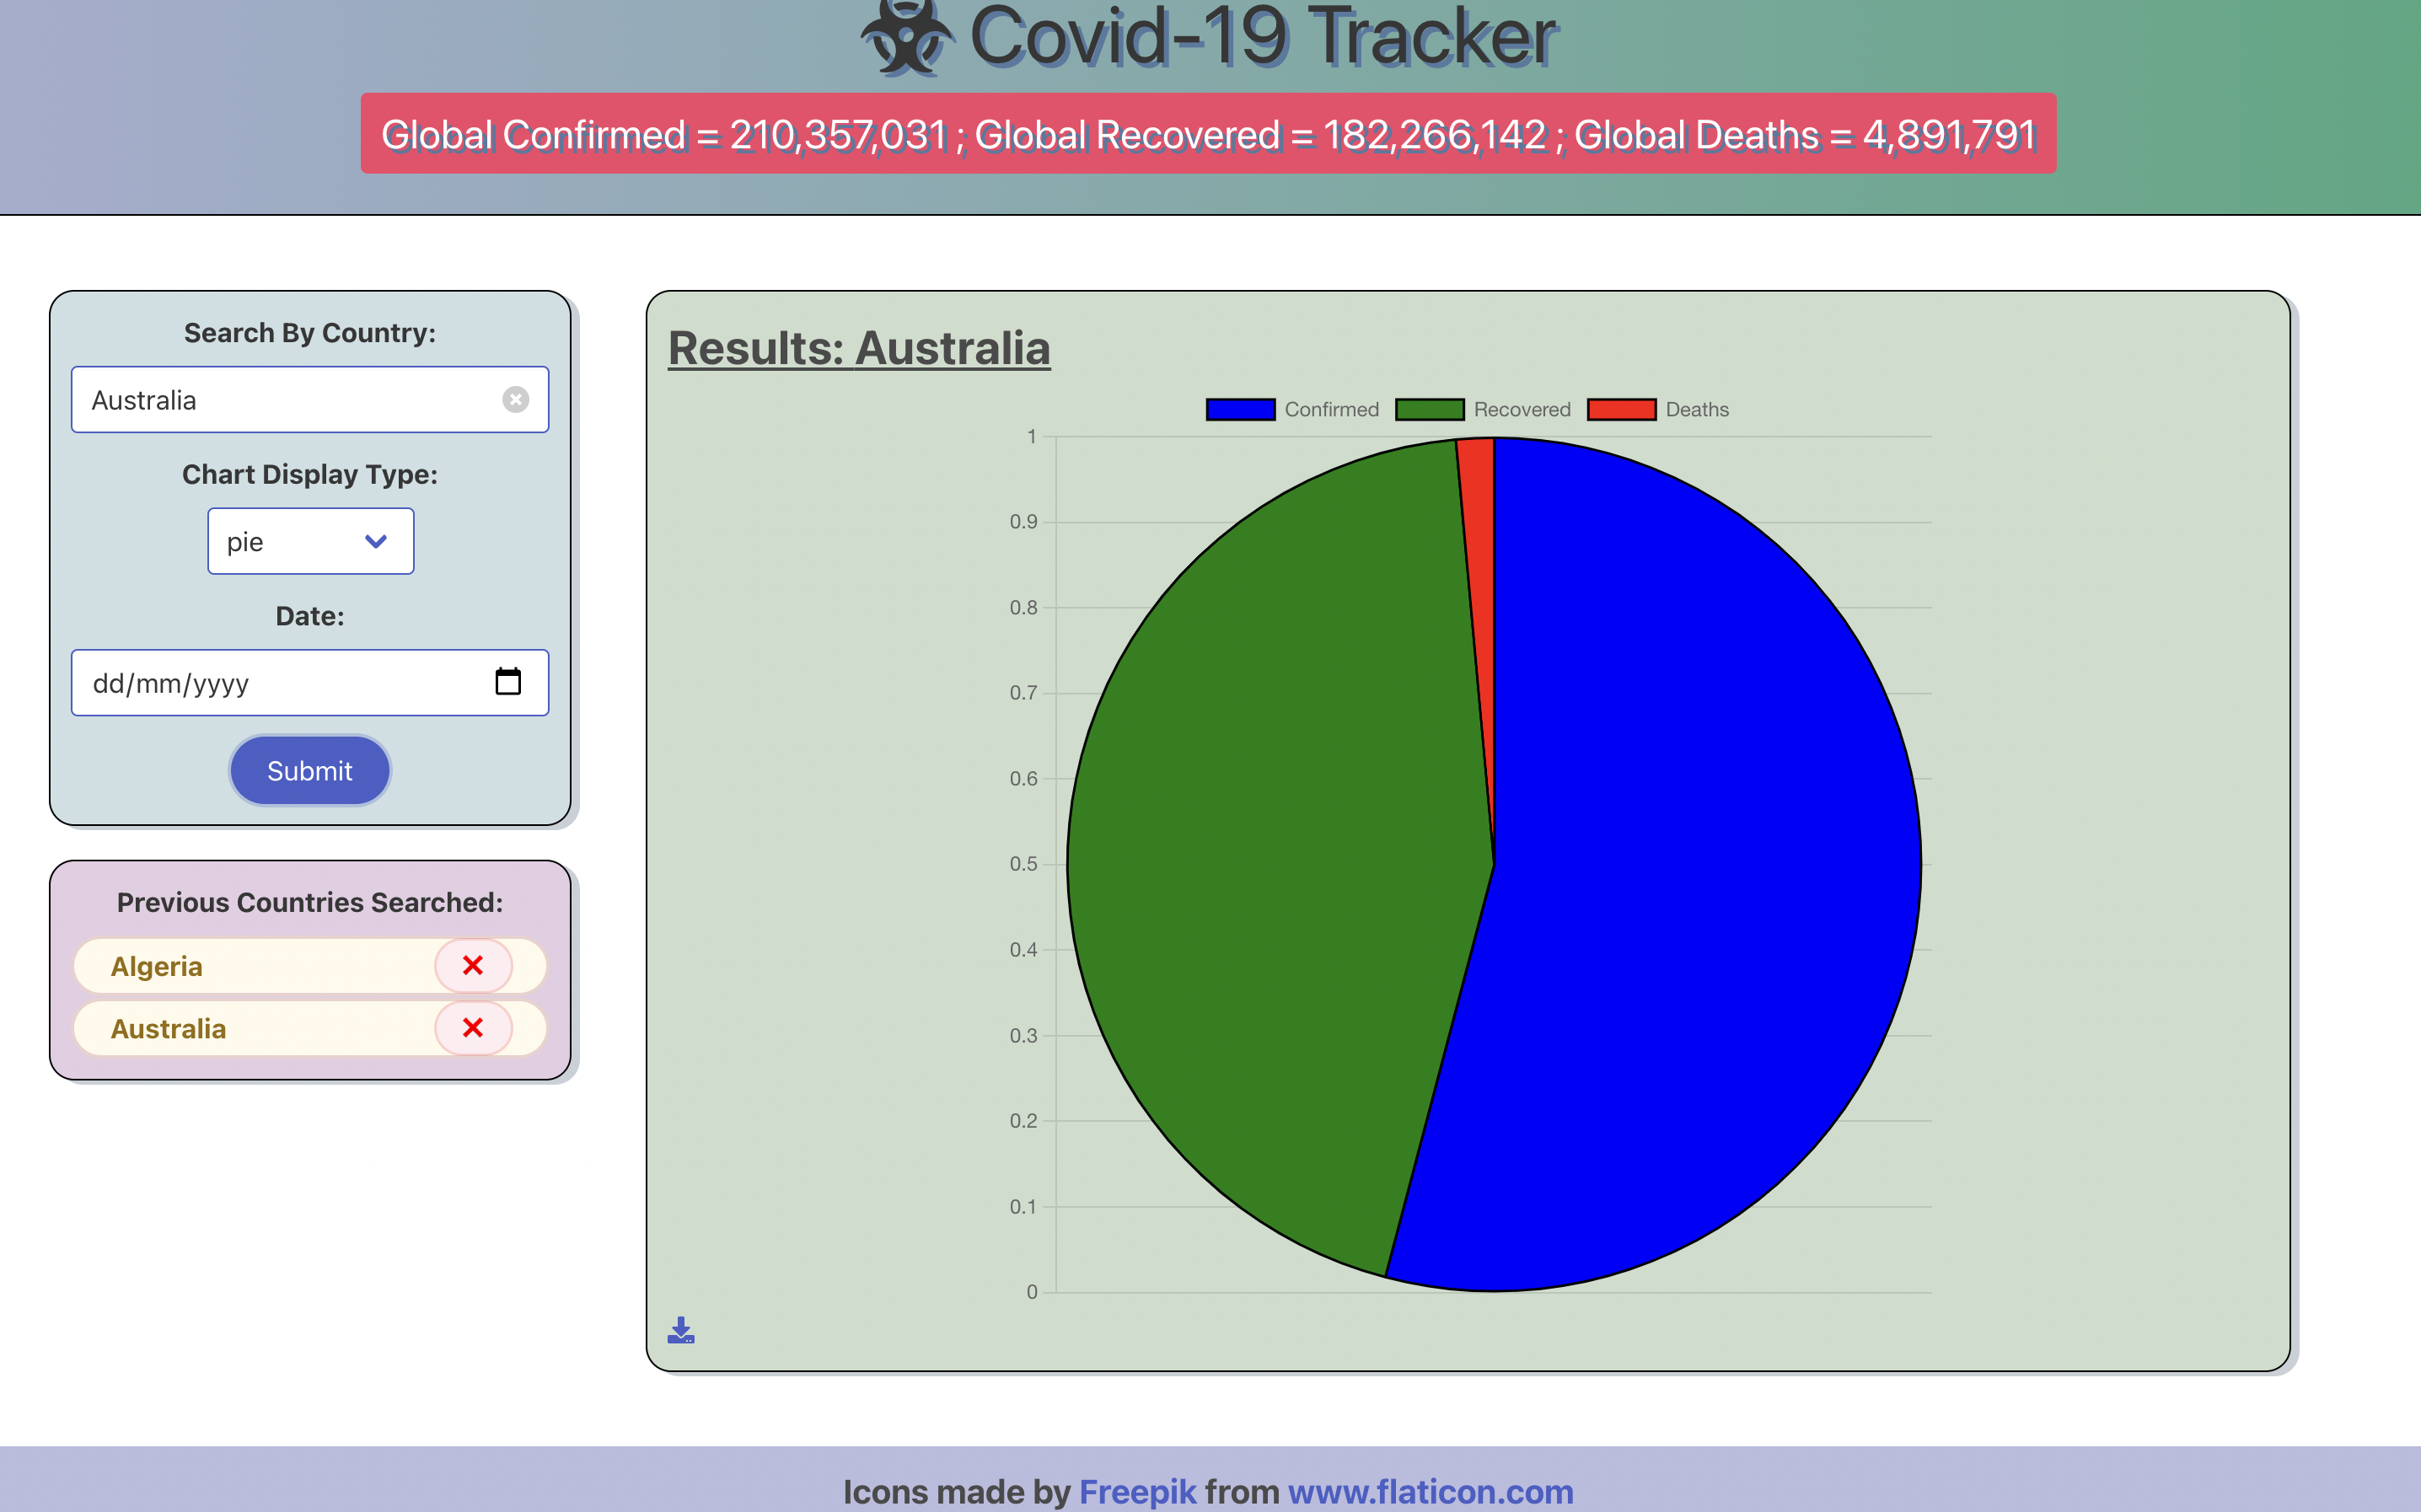 Covid-19 Tracker
Global Confirmed = 210,357,031 ; Global Recovered = 182,266,142 ; Global Deaths = 4,891,791
Search By Country:
Australia
Chart Display Type:
pie
Date:
dd/mm/yyyy
Submit
Previous Countries Searched:
Algeria
Australia
Results: Australia
Confirmed Recovered Deaths
1
0.9
0.8
0.7
0.6
0.5
0.4
0.3
0.2
0.1
0
Icons made by Freepik from www.flaticon.com